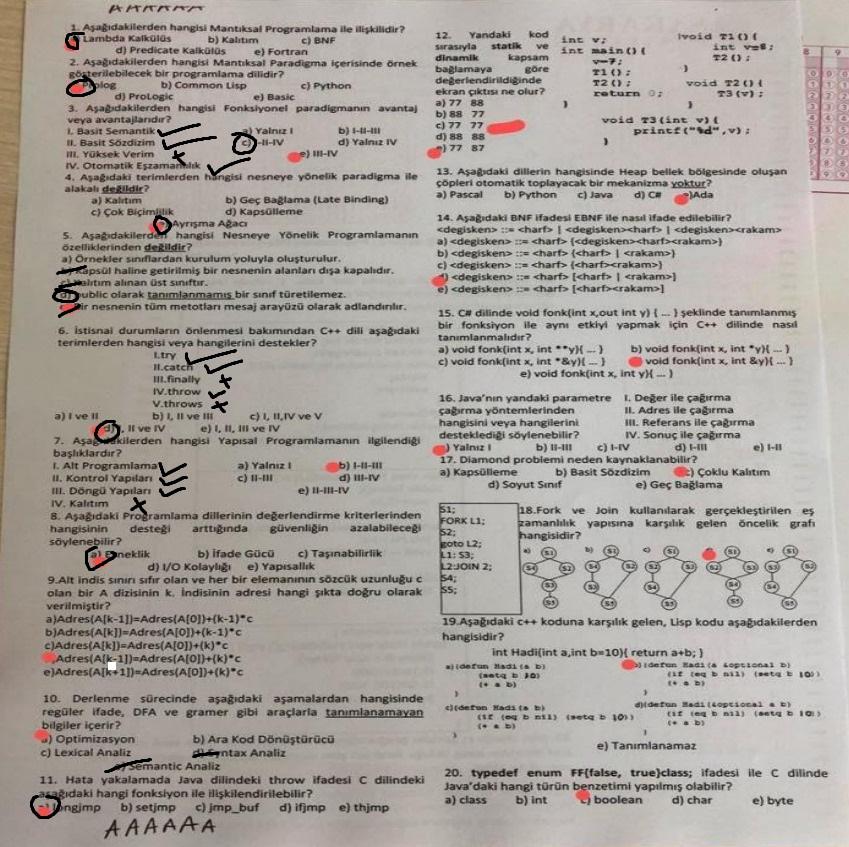 AAAAAA
1. Aşağıdakilerden hangisi Mantıksal Programlama ile ilişkilidir?
Lambda Kalkülüs b) Kalıtım c) BNF
d) Predicate Kalkülüs e) Fortran
2. Aşağıdakilerden hangisi Mantıksal Paradigma içerisinde örnek
gösterilebilecek bir programlama dilidir?
Prolog b) Common Lisp c) Python
d) ProLogic e) Basic
3. Aşağıdakilerden hangisi Fonksiyonel paradigmanın avantaj
veya avantajlarıdır?
I. Basit Semantik a) Yalnız I b) I-II-III
II. Basit Sözdizim c) I-II-IV d) Yalnız IV
III. Yüksek Verim e) III-IV
IV. Otomatik Eşzamanlılık
4. Aşağıdaki terimlerden hangisi nesneye yönelik paradigma ile
alakalı değildir?
a) Kalıtım b) Geç Bağlama (Late Binding)
c) Çok Biçimlilik d) Kapsülleme
Ayrışma Ağacı
5. Aşağıdakilerden hangisi Nesneye Yönelik Programlamanın
özelliklerinden değildir?
a) Örnekler sınıflardan kurulum yoluyla oluşturulur.
b) Kapsül haline getirilmiş bir nesnenin alanları dışa kapalıdır.
c) Kalıtım alınan üst sınıftır.
d) public olarak tanımlanmamış bir sınıf türetilemez.
Bir nesnenin tüm metotları mesaj arayüzü olarak adlandırılır.
6. İstisnai durumların önlenmesi bakımından C++ dili aşağıdaki
terimlerden hangisi veya hangilerini destekler?
I.try
II.catch
III.finally
IV.throw
V.throws
a) I ve II b) I, II ve III c) I, II,IV ve V
d) I, II ve IV e) I, II, III ve IV
7. Aşağıdakilerden hangisi Yapısal Programlamanın ilgilendiği
başlıklardır?
I. Alt Programlama a) Yalnız I b) I-II-III
II. Kontrol Yapıları c) II-III d) III-IV
III. Döngü Yapıları e) II-III-IV
IV. Kalıtım
8. Aşağıdaki Programlama dillerinin değerlendirme kriterlerinden
hangisinin desteği arttığında güvenliğin azalabileceği
söylenebilir?
a) Esneklik b) İfade Gücü c) Taşınabilirlik
d) I/O Kolaylığı e) Yapısallık
9.Alt indis sınırı sıfır olan ve her bir elemanının sözcük uzunluğu c
olan bir A dizisinin k. İndisinin adresi hangi şıkta doğru olarak
verilmiştir?
a)Adres(A[k-1])=Adres(A[0])+(k-1)*c
b)Adres(A[k])=Adres(A[0])+(k-1)*c
c)Adres(A[k])=Adres(A[0])+(k)*c
Adres(A[k-1])=Adres(A[0])+(k)*c
e)Adres(A[k+1])=Adres(A[0])+(k)*c
10. Derlenme sürecinde aşağıdaki aşamalardan hangisinde
regüler ifade, DFA ve gramer gibi araçlarla tanımlanamayan
bilgiler içerir?
a) Optimizasyon b) Ara Kod Dönüştürücü
c) Lexical Analiz d) Syntax Analiz
e) Semantic Analiz
11. Hata yakalamada Java dilindeki throw ifadesi C dilindeki
aşağıdaki hangi fonksiyon ile ilişkilendirilebilir?
longjmp b) setjmp c) jmp_buf d) ifjmp e) thjmp
AAAAAA
12. Yandaki kod
sırasıyla statik ve
dinamik kapsam
bağlamaya göre
değerlendirildiğinde
ekran çıktısı ne olur?
a) 77 88
b) 88 77
c) 77 77
d) 88 88
e) 77 87
int v;
int main(){
v=7;
T1();
T2();
return 0;
}
void T1(){
int v=8;
T2();
}
void T2(){
T3(v);
}
void T3(int v){
printf("%d",v);
}
13. Aşağıdaki dillerin hangisinde Heap bellek bölgesinde oluşan
çöpleri otomatik toplayacak bir mekanizma yoktur?
a) Pascal b) Python c) Java d) C# e)Ada
14. Aşağıdaki BNF ifadesi EBNF ile nasıl ifade edilebilir?
<degisken> ::= <harf> | <degisken><harf> | <degisken><rakam>
a) <degisken> ::= <harf> {<degisken><harf><rakam>}
b) <degisken> ::= <harf> {<harf> | <rakam>}
c) <degisken> ::= <harf> {<harf><rakam>}
d) <degisken> ::= <harf> [<harf> | <rakam>]
e) <degisken> ::= <harf> [<harf><rakam>]
15. C# dilinde void fonk(int x,out int y) { ... } şeklinde tanımlanmış
bir fonksiyon ile aynı etkiyi yapmak için C++ dilinde nasıl
tanımlanmalıdır?
a) void fonk(int x, int **y){ ... } b) void fonk(int x, int *y){ ... }
c) void fonk(int x, int *&y){ ... } void fonk(int x, int &y){ ... }
e) void fonk(int x, int y){ ... }
16. Java'nın yandaki parametre I. Değer ile çağırma
çağırma yöntemlerinden II. Adres ile çağırma
hangisini veya hangilerini III. Referans ile çağırma
desteklediği söylenebilir? IV. Sonuç ile çağırma
a) Yalnız I b) II-III c) I-IV d) I-III e) I-II
17. Diamond problemi neden kaynaklanabilir?
a) Kapsülleme b) Basit Sözdizim c) Çoklu Kalıtım
d) Soyut Sınıf e) Geç Bağlama
S1;
FORK L1;
S2;
goto L2;
L1: S3;
L2:JOIN 2;
S4;
S5;
18.Fork ve Join kullanılarak gerçekleştirilen eş
zamanlılık yapısına karşılık gelen öncelik grafı
hangisidir?
19.Aşağıdaki c++ koduna karşılık gelen, Lisp kodu aşağıdakilerden
hangisidir?
int Hadi(int a,int b=10){ return a+b; }
a)(defun Hadi(a b)
(setq b 10)
(+ a b)
)
b)(defun Hadi(a &optional b)
(if (eq b nil) (setq b 10))
(+ a b)
)
c)(defun Hadi(a b)
(if (eq b nil) (setq b 10))
(+ a b)
)
d)(defun Hadi(&optional a b)
(if (eq b nil) (setq b 10))
(+ a b)
)
e) Tanımlanamaz
20. typedef enum FF{false, true}class; ifadesi ile C dilinde
Java'daki hangi türün benzetimi yapılmış olabilir?
a) class b) int c) boolean d) char e) byte